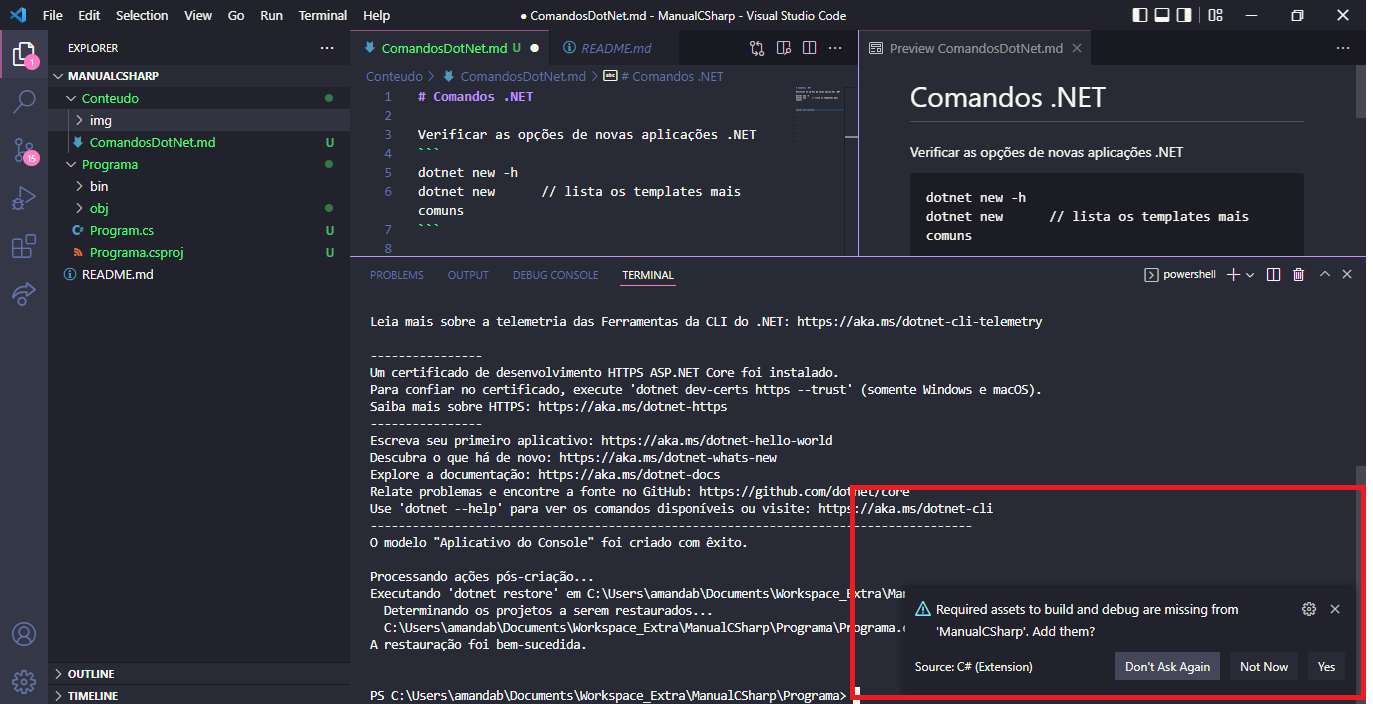 File Edit Selection View Go Run Terminal Help
● ComandosDotNet.md - ManualCSharp - Visual Studio Code
EXPLORER
MANUALCSHARP
Conteudo
img
ComandosDotNet.md U
Programa
bin
obj
Program.cs U
Programa.csproj U
README.md
OUTLINE
TIMELINE
1
15
ComandosDotNet.md U
README.md
Conteudo > ComandosDotNet.md > # Comandos .NET
1 # Comandos .NET
2
3 Verificar as opções de novas aplicações .NET
4 ```
5 dotnet new -h
6 dotnet new // lista os templates mais
comuns
7 ```
8
Preview ComandosDotNet.md
Comandos .NET
Verificar as opções de novas aplicações .NET
dotnet new -h
dotnet new // lista os templates mais
comuns
PROBLEMS OUTPUT DEBUG CONSOLE TERMINAL
powershell
Leia mais sobre a telemetria das Ferramentas da CLI do .NET: https://aka.ms/dotnet-cli-telemetry
----------------
Um certificado de desenvolvimento HTTPS ASP.NET Core foi instalado.
Para confiar no certificado, execute 'dotnet dev-certs https --trust' (somente Windows e macOS).
Saiba mais sobre HTTPS: https://aka.ms/dotnet-https
----------------
Escreva seu primeiro aplicativo: https://aka.ms/dotnet-hello-world
Descubra o que há de novo: https://aka.ms/dotnet-whats-new
Explore a documentação: https://aka.ms/dotnet-docs
Relate problemas e encontre a fonte no GitHub: https://github.com/dotnet/core
Use 'dotnet --help' para ver os comandos disponíveis ou visite: https://aka.ms/dotnet-cli
--------------------------------------------------------------------------------------
O modelo "Aplicativo do Console" foi criado com êxito.
Processando ações pós-criação...
Executando 'dotnet restore' em C:\Users\amandab\Documents\Workspace_Extra\Ma
Determinando os projetos a serem restaurados...
C:\Users\amandab\Documents\Workspace_Extra\ManualCSharp\Programa\Programa.c
A restauração foi bem-sucedida.
PS C:\Users\amandab\Documents\Workspace_Extra\ManualCSharp\Programa>
Required assets to build and debug are missing from
'ManualCSharp'. Add them?
Source: C# (Extension)
Don't Ask Again Not Now Yes